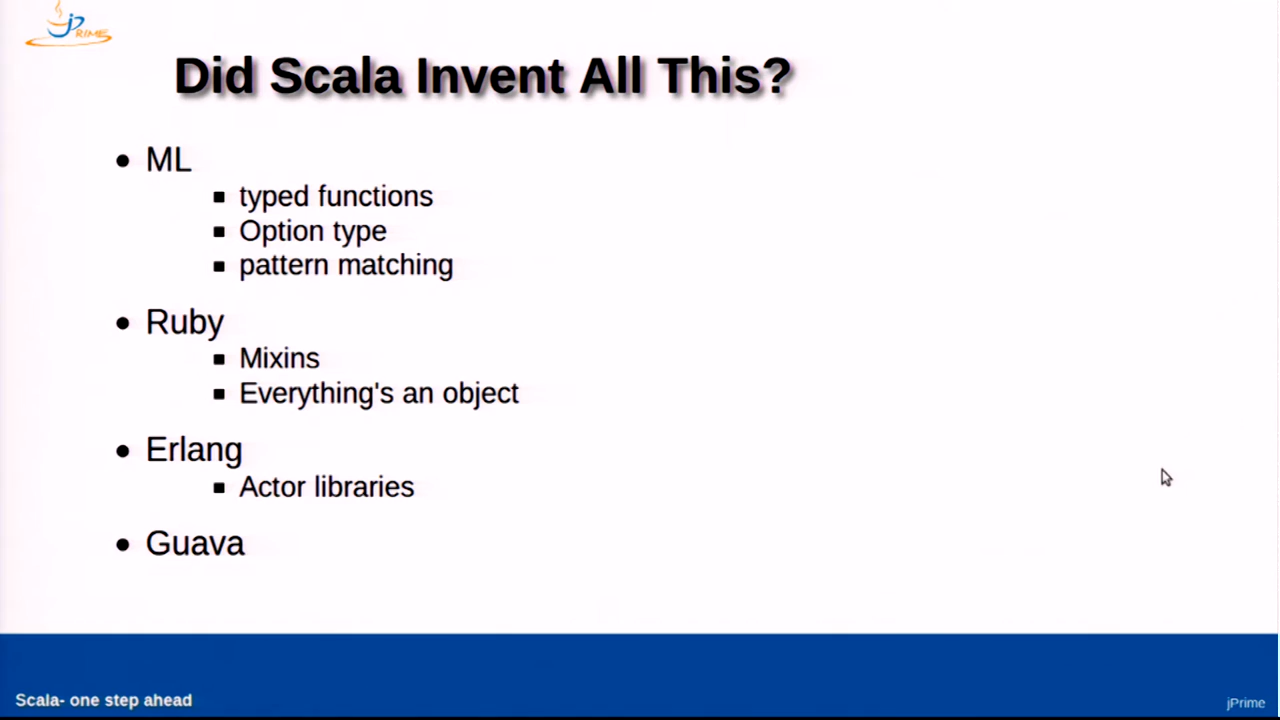 jPRIME
Did Scala Invent All This?
• ML
▪ typed functions
▪ Option type
▪ pattern matching
• Ruby
▪ Mixins
▪ Everything's an object
• Erlang
▪ Actor libraries
• Guava
Scala- one step ahead
jPrime